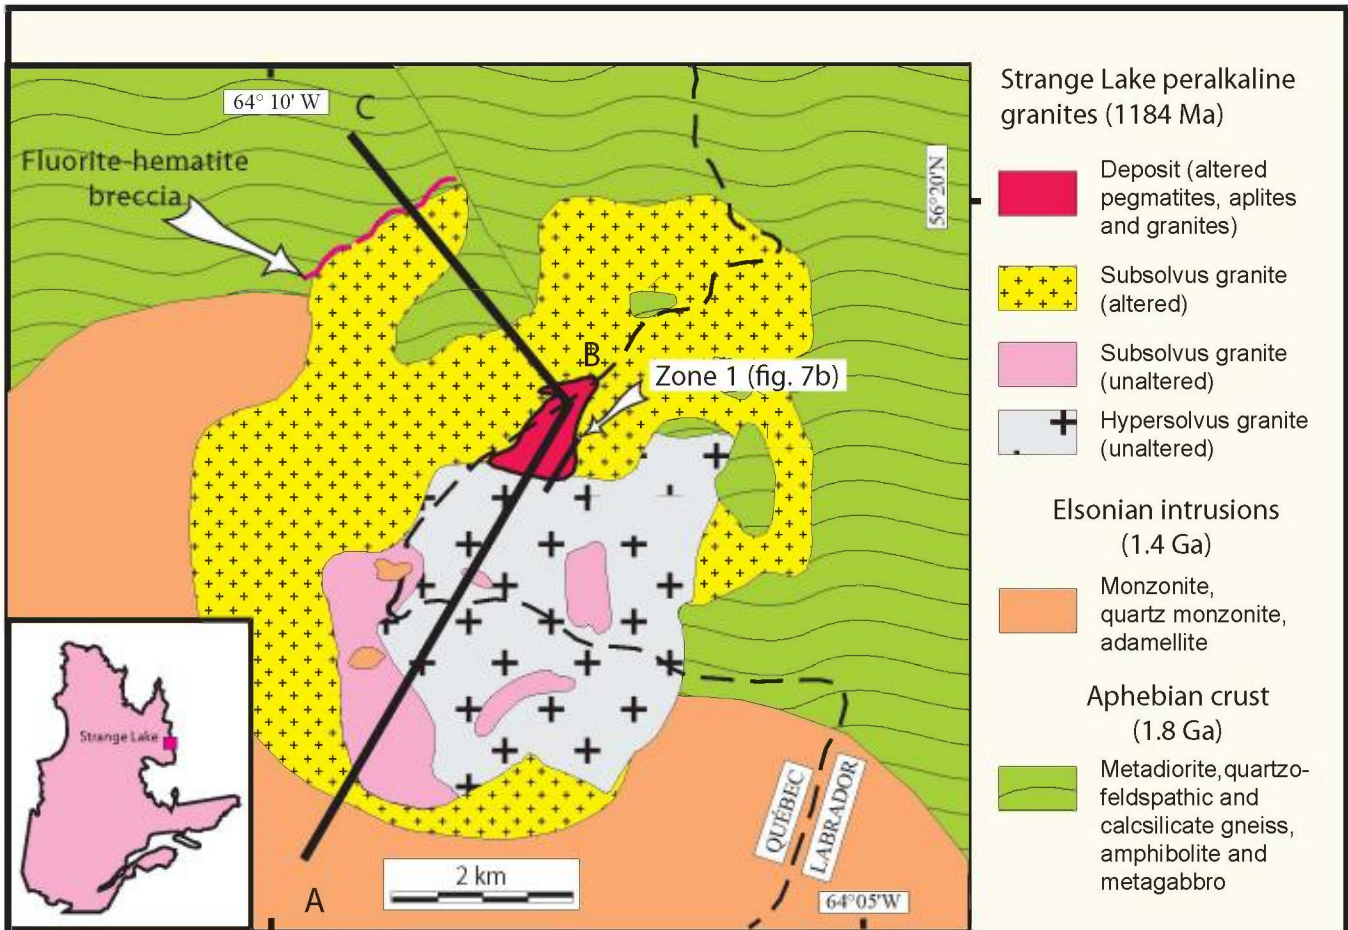 64° 10' W
C
Fluorite-hematite
breccia
56°20'N
B
Zone 1 (fig. 7b)
Strange Lake
A
2 km
QUÉBEC
LABRADOR
64°05'W
Strange Lake peralkaline
granites (1184 Ma)
Deposit (altered
pegmatites, aplites
and granites)
Subsolvus granite
(altered)
Subsolvus granite
(unaltered)
Hypersolvus granite
(unaltered)
Elsonian intrusions
(1.4 Ga)
Monzonite,
quartz monzonite,
adamellite
Aphebian crust
(1.8 Ga)
Metadiorite, quartzo-
feldspathic and
calcsilicate gneiss,
amphibolite and
metagabbro